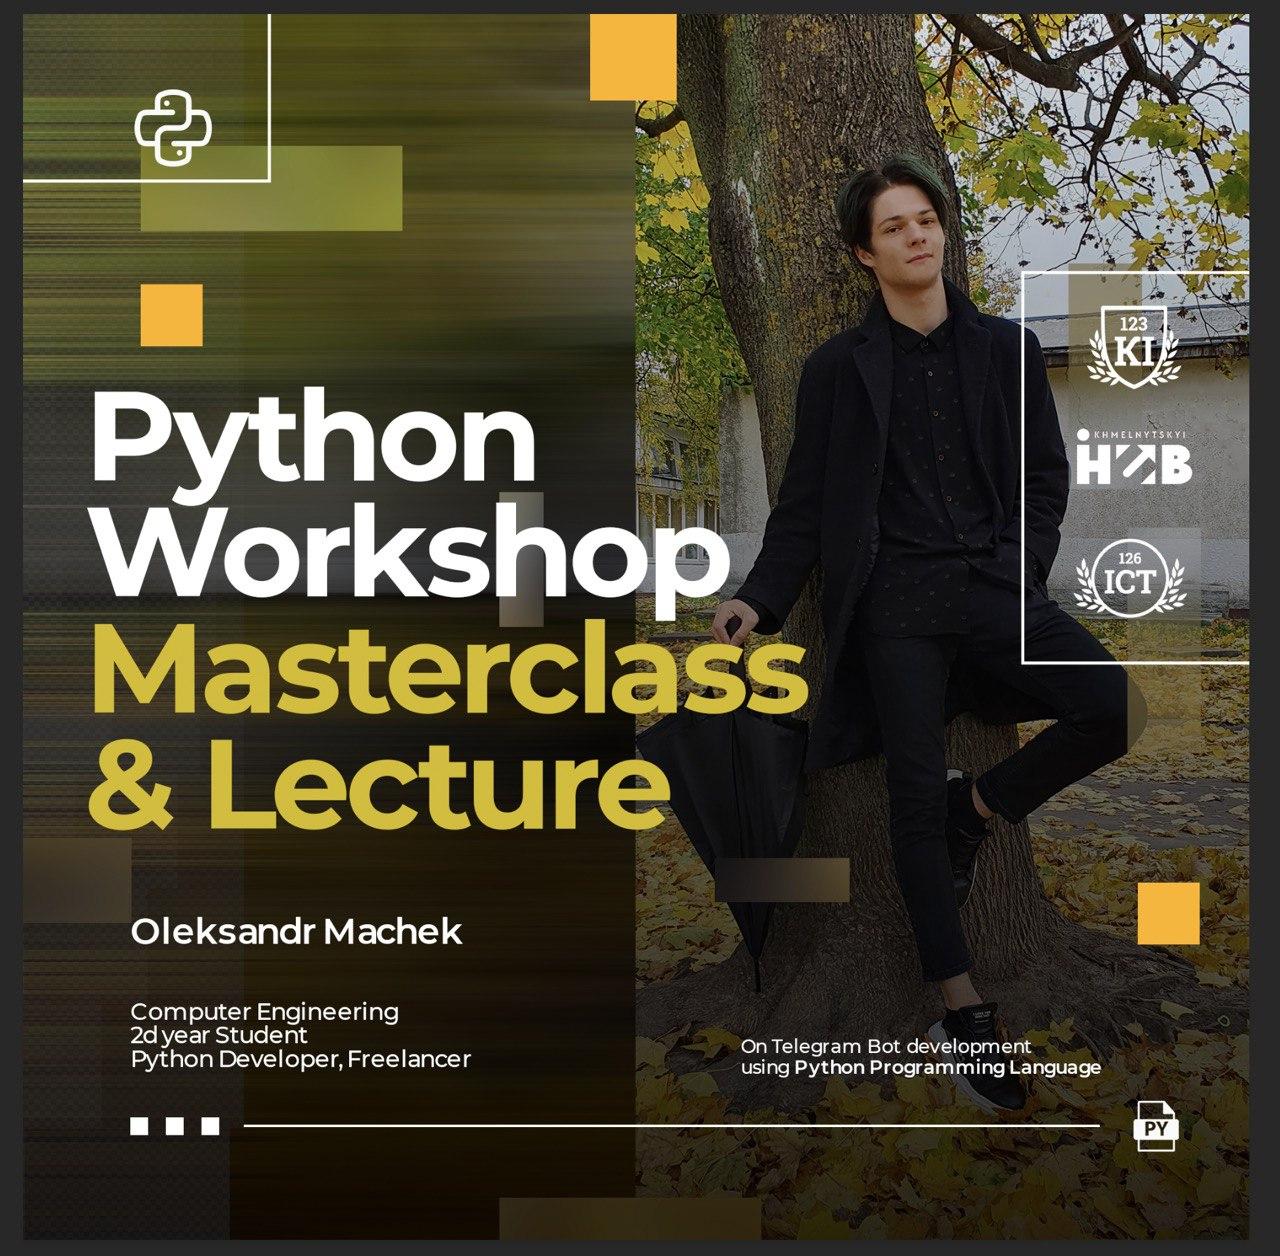 Python
Workshop
Masterclass
& Lecture
123
KI
KHMELNYTSKYI
HUB
126
ICT
Oleksandr Machek
Computer Engineering
2d year Student
Python Developer, Freelancer
On Telegram Bot development
using Python Programming Language
PY